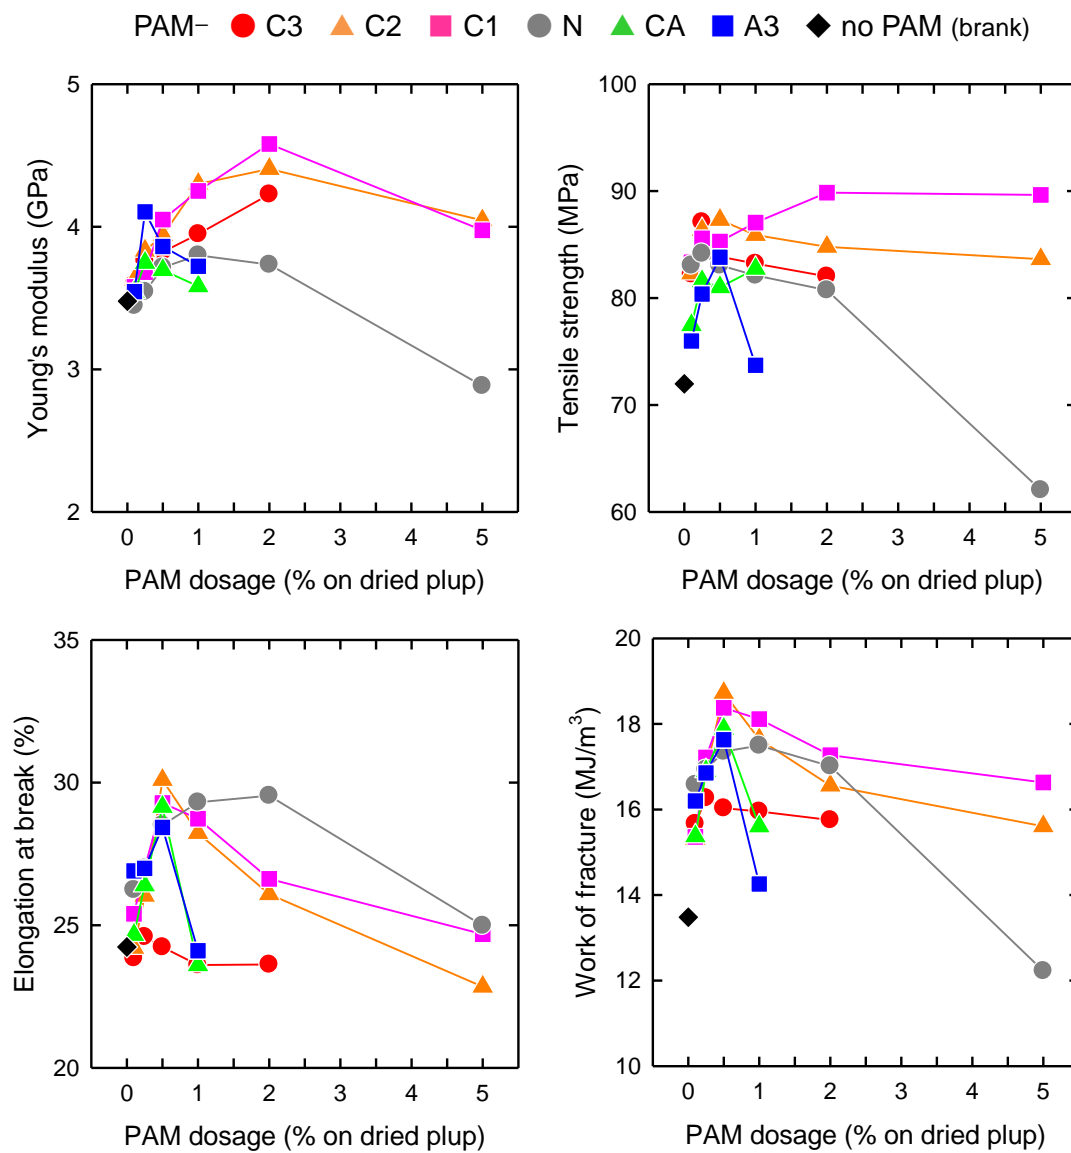 PAM– C3 C2 C1 N CA A3 no PAM (brank)
5
4
3
2
Young's modulus (GPa)
0 1 2 3 4 5
PAM dosage (% on dried plup)
100
90
80
70
60
Tensile strength (MPa)
0 1 2 3 4 5
PAM dosage (% on dried plup)
35
30
25
20
Elongation at break (%)
0 1 2 3 4 5
PAM dosage (% on dried plup)
20
18
16
14
12
10
Work of fracture (MJ/m³)
0 1 2 3 4 5
PAM dosage (% on dried plup)